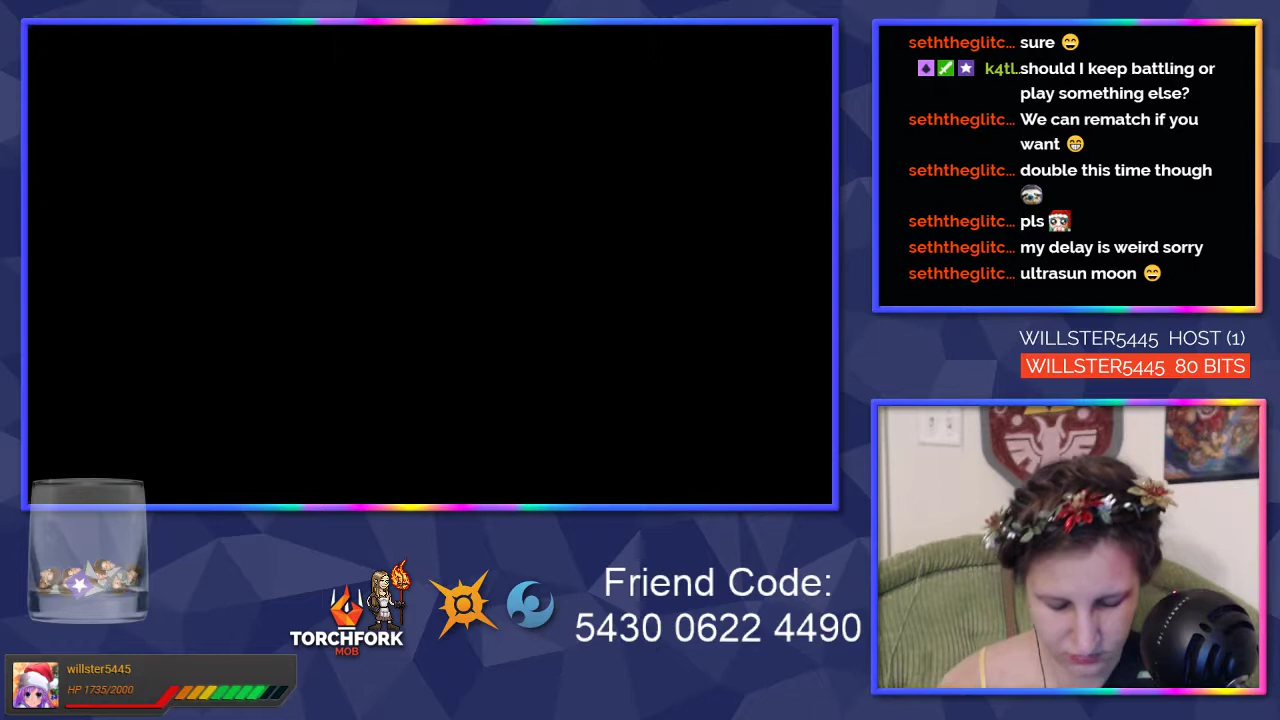 seththeglitc... sure
k4tl..should I keep battling or
play something else?
seththeglitc... We can rematch if you
want
seththeglitc... double this time though
seththeglitc... pls
seththeglitc... my delay is weird sorry
seththeglitc... ultrasun moon
WILLSTER5445 HOST (1)
WILLSTER5445 80 BITS
Friend Code:
5430 0622 4490
TORCHFORK
MOB
willster5445
HP 1735/2000